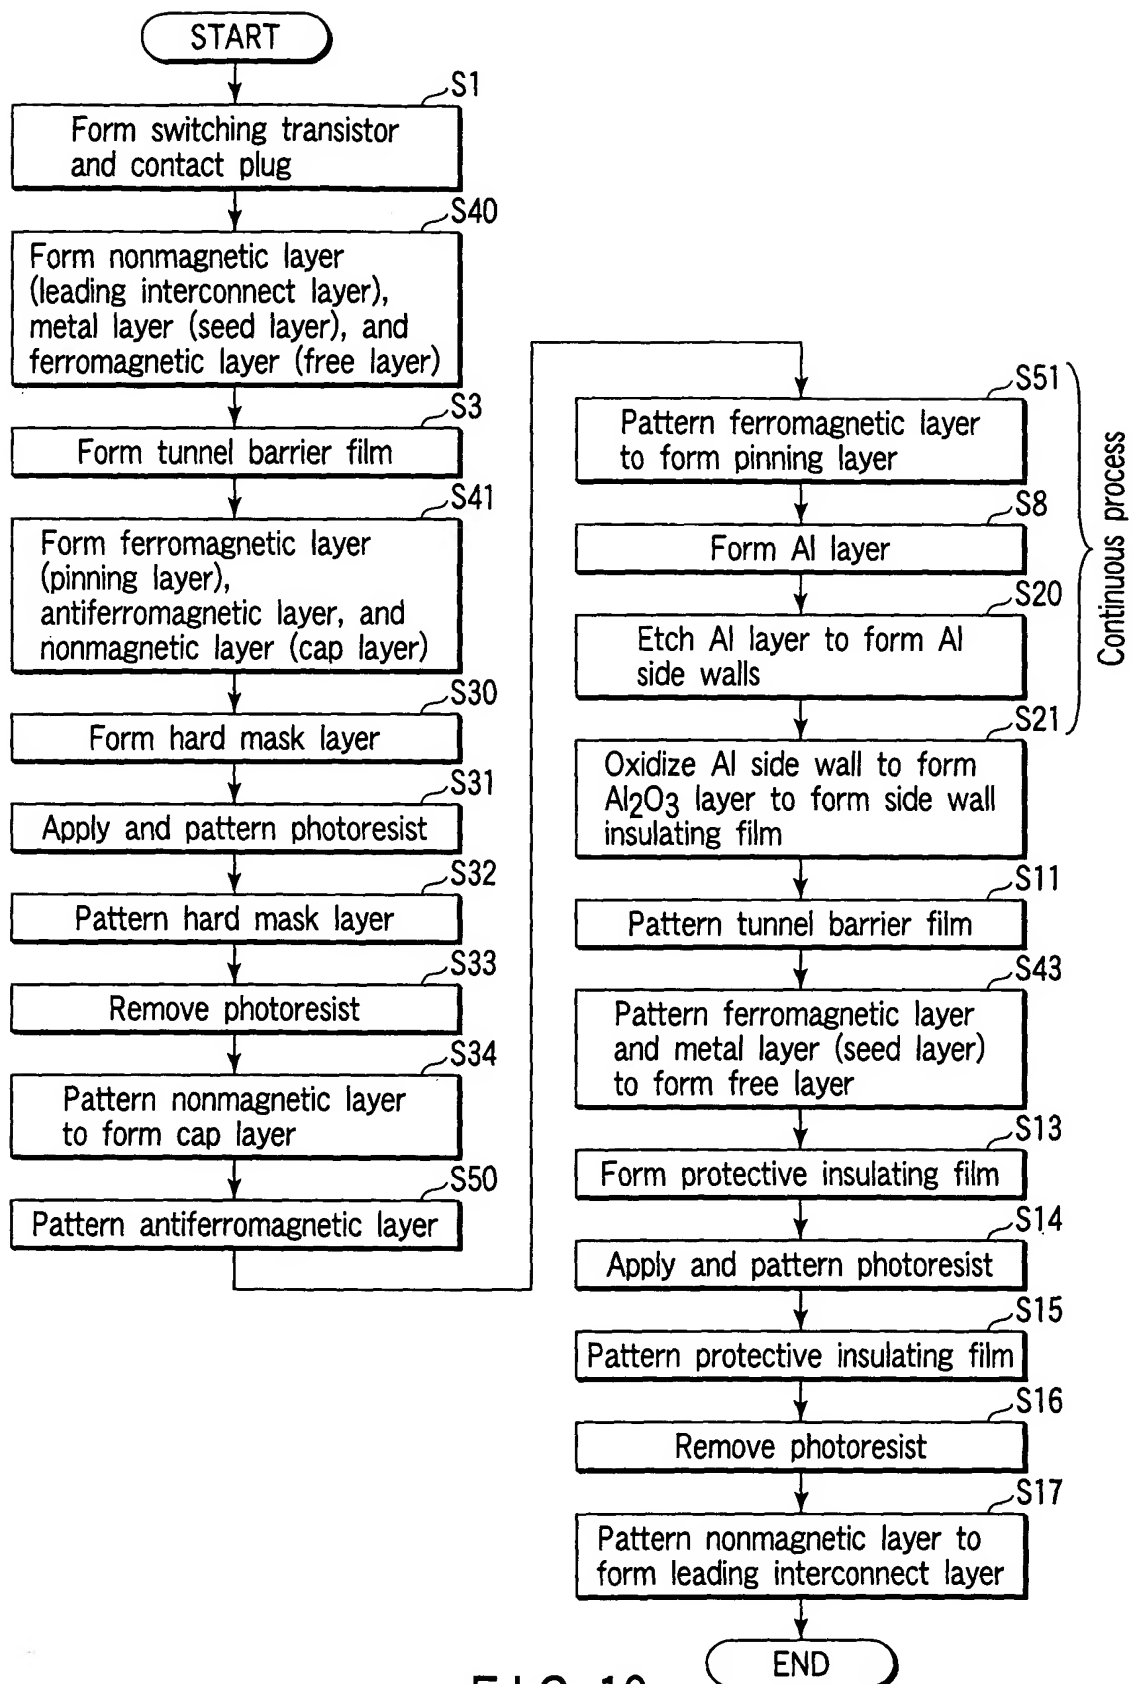 START
S1
Form switching transistor
and contact plug
S40
Form nonmagnetic layer
(leading interconnect layer),
metal layer (seed layer), and
ferromagnetic layer (free layer)
S3
Form tunnel barrier film
S41
Form ferromagnetic layer
(pinning layer),
antiferromagnetic layer, and
nonmagnetic layer (cap layer)
S30
Form hard mask layer
S31
Apply and pattern photoresist
S32
Pattern hard mask layer
S33
Remove photoresist
S34
Pattern nonmagnetic layer
to form cap layer
S50
Pattern antiferromagnetic layer
S51
Pattern ferromagnetic layer
to form pinning layer
S8
Form Al layer
S20
Etch Al layer to form Al
side walls
Continuous process
S21
Oxidize Al side wall to form
Al2O3 layer to form side wall
insulating film
S11
Pattern tunnel barrier film
S43
Pattern ferromagnetic layer
and metal layer (seed layer)
to form free layer
S13
Form protective insulating film
S14
Apply and pattern photoresist
S15
Pattern protective insulating film
S16
Remove photoresist
S17
Pattern nonmagnetic layer to
form leading interconnect layer
END